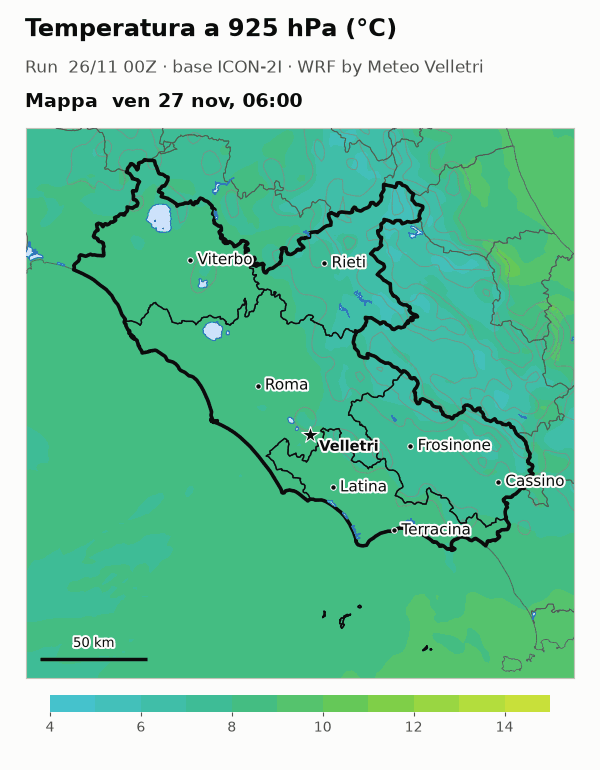 Temperatura a 925 hPa (°C)
Run  26/11 00Z · base ICON-2I · WRF by Meteo Velletri
Mappa  ven 27 nov, 06:00
Viterbo
Rieti
Roma
Velletri
Frosinone
Latina
Cassino
Terracina
50 km
4 6 8 10 12 14